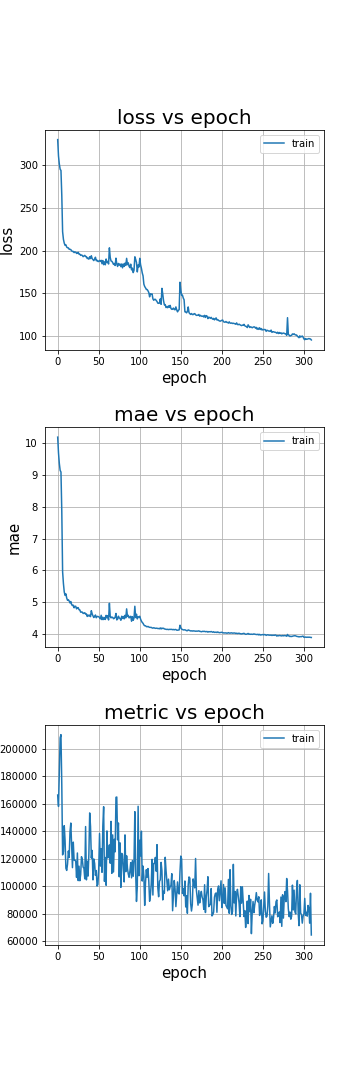 loss vs epoch
train
300
250
200
150
100
loss
0 50 100 150 200 250 300
epoch
mae vs epoch
train
10
9
8
7
6
5
4
mae
0 50 100 150 200 250 300
epoch
metric vs epoch
train
200000
180000
160000
140000
120000
100000
80000
60000
0 50 100 150 200 250 300
epoch